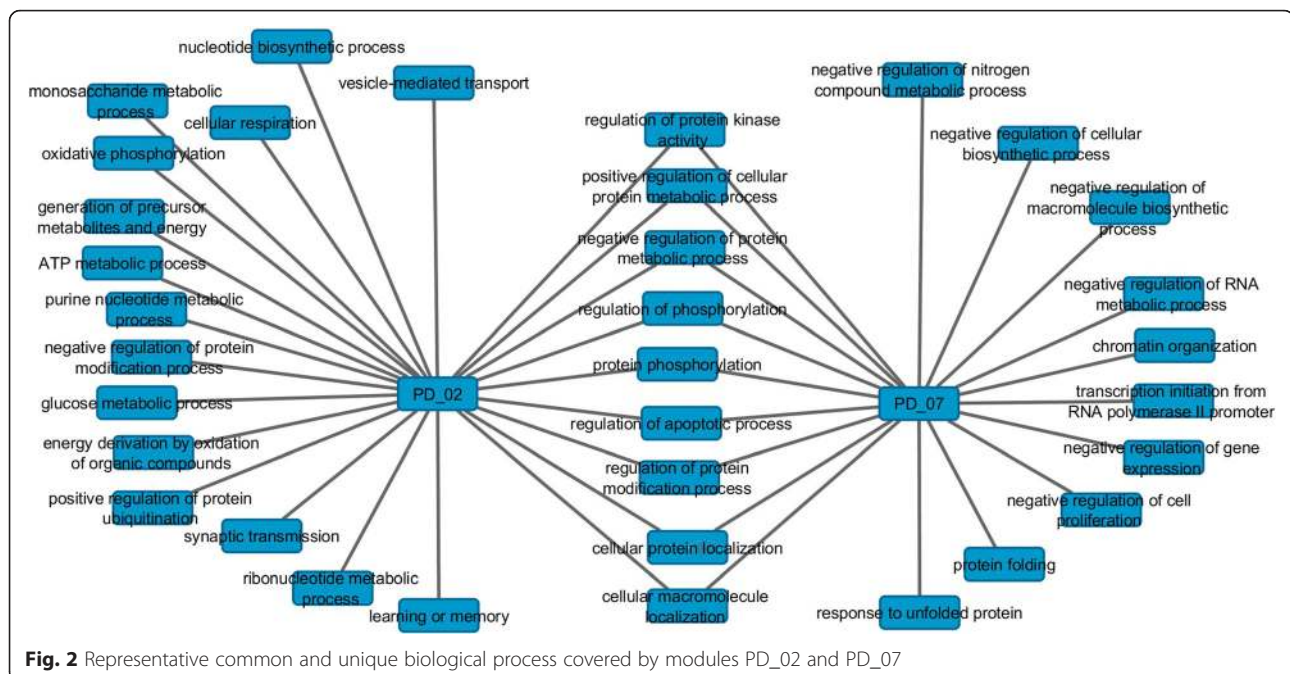 nucleotide biosynthetic process
vesicle-mediated transport
monosaccharide metabolic
process
cellular respiration
oxidative phosphorylation
generation of precursor
metabolites and energy
ATP metabolic process
purine nucleotide metabolic
process
negative regulation of protein
modification process
glucose metabolic process
energy derivation by oxidation
of organic compounds
positive regulation of protein
ubiquitination
synaptic transmission
ribonucleotide metabolic
process
learning or memory
PD_02
regulation of protein kinase
activity
positive regulation of cellular
protein metabolic process
negative regulation of protein
metabolic process
regulation of phosphorylation
protein phosphorylation
regulation of apoptotic process
regulation of protein
modification process
cellular protein localization
cellular macromolecule
localization
PD_07
negative regulation of nitrogen
compound metabolic process
negative regulation of cellular
biosynthetic process
negative regulation of
macromolecule biosynthetic
process
negative regulation of RNA
metabolic process
chromatin organization
transcription initiation from
RNA polymerase II promoter
negative regulation of gene
expression
negative regulation of cell
proliferation
protein folding
response to unfolded protein
Fig. 2 Representative common and unique biological process covered by modules PD_02 and PD_07